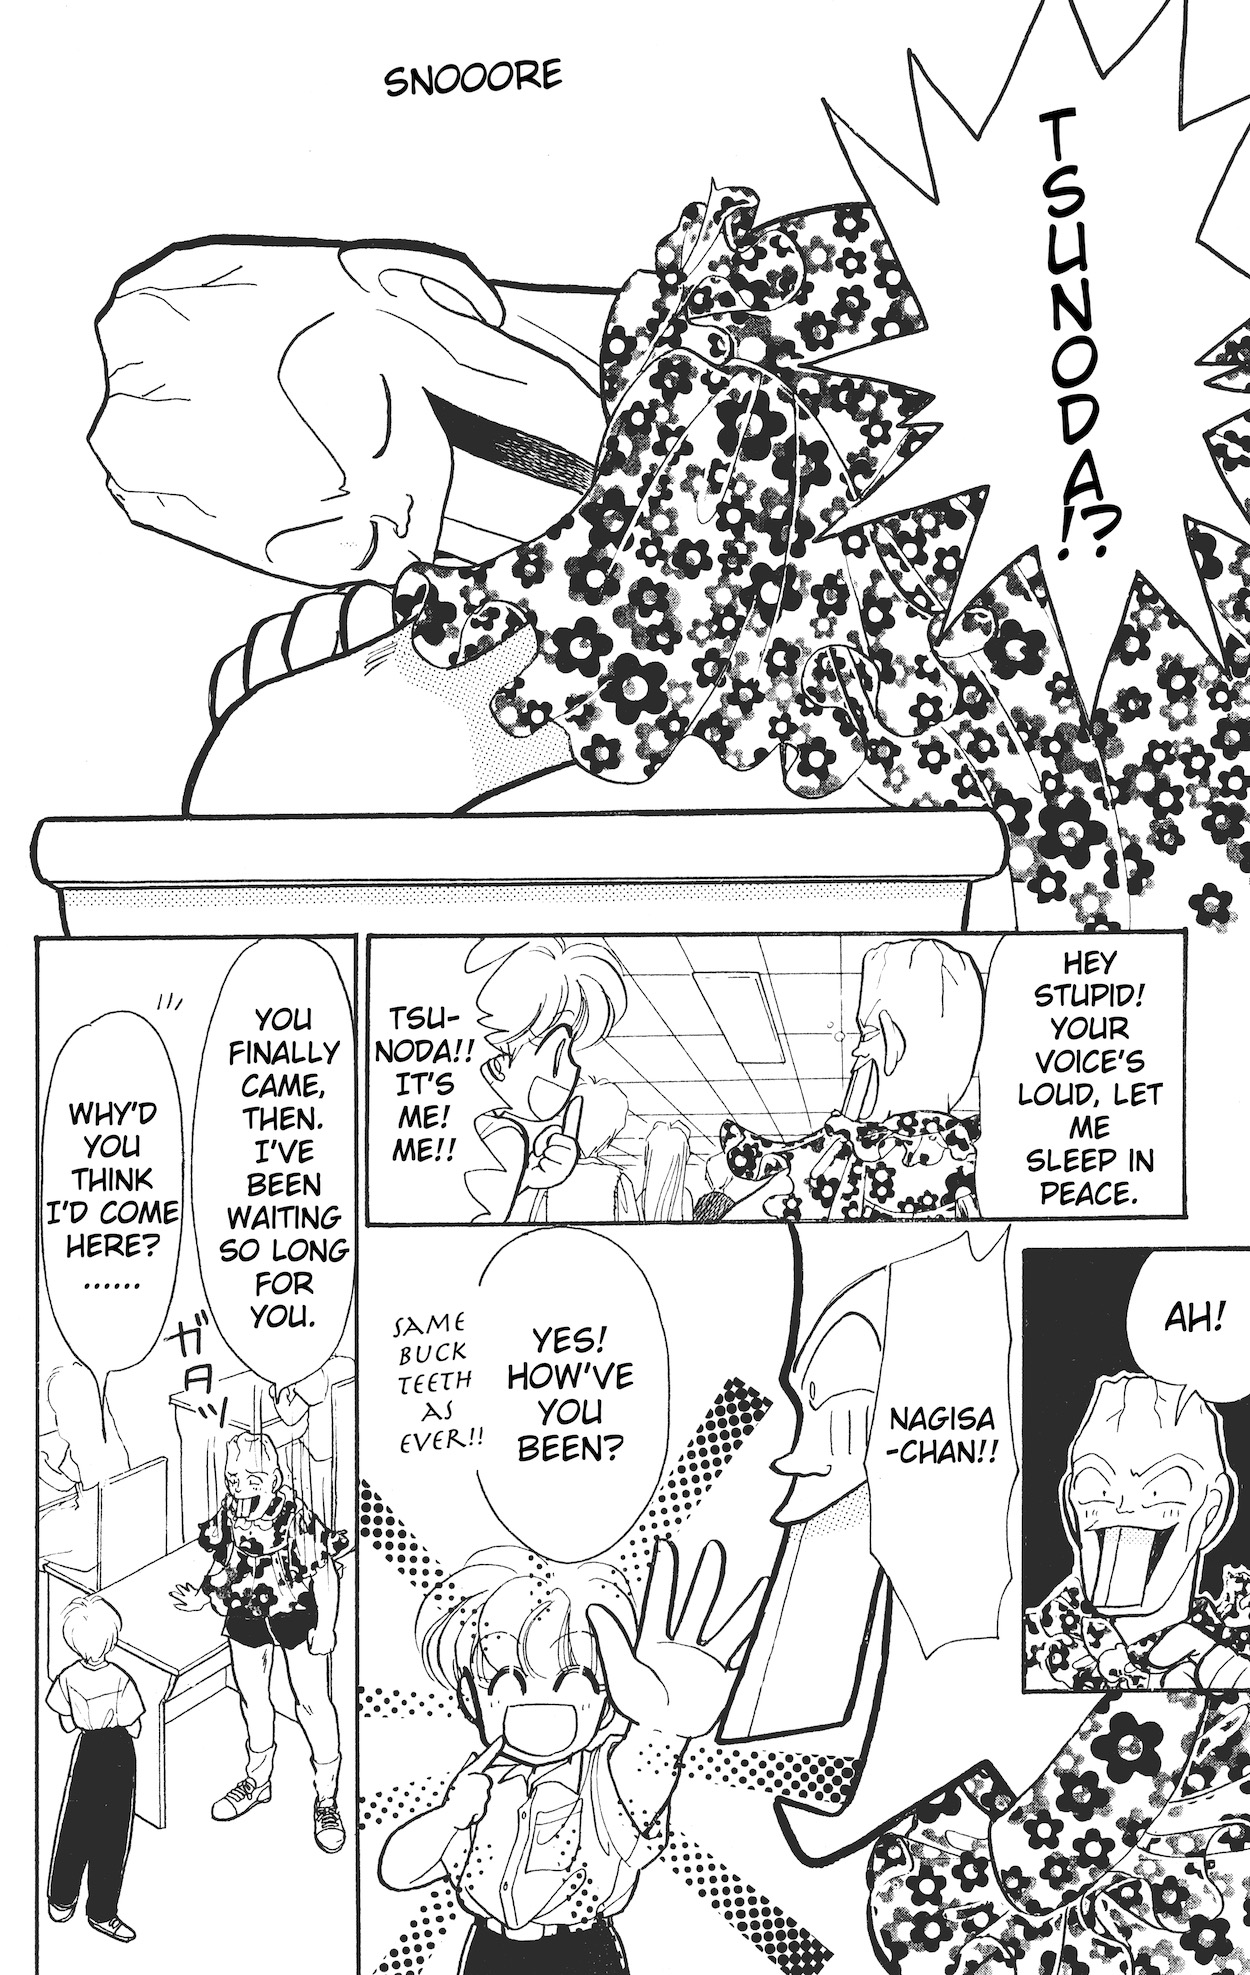 TSUNODA!?
SNOOORE
HEY
STUPID!
YOUR
VOICE'S
LOUD, LET
ME
SLEEP IN
PEACE.
TSU-
NODA!!
IT'S
ME!
ME!!
AH!
NAGISA
-CHAN!!
YES!
HOW'VE
YOU
BEEN?
SAME
BUCK
TEETH
AS
EVER!!
YOU
FINALLY
CAME,
THEN.
I'VE
BEEN
WAITING
SO LONG
FOR
YOU.
ガタッ
WHY'D
YOU
THINK
I'D COME
HERE?
......